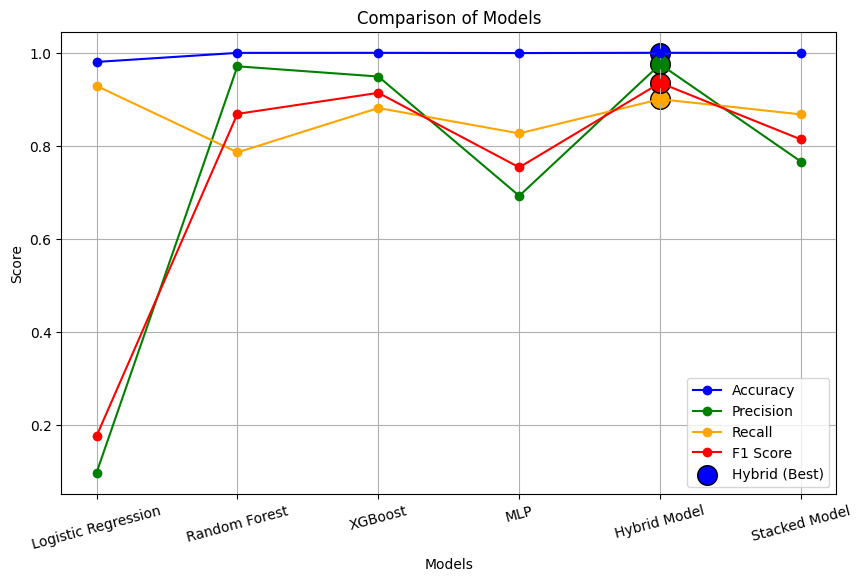 Comparison of Models
1.0
0.8
0.6
0.4
0.2
Score
Accuracy
Precision
Recall
F1 Score
Hybrid (Best)
Logistic Regression
Random Forest
XGBoost
MLP
Hybrid Model
Stacked Model
Models